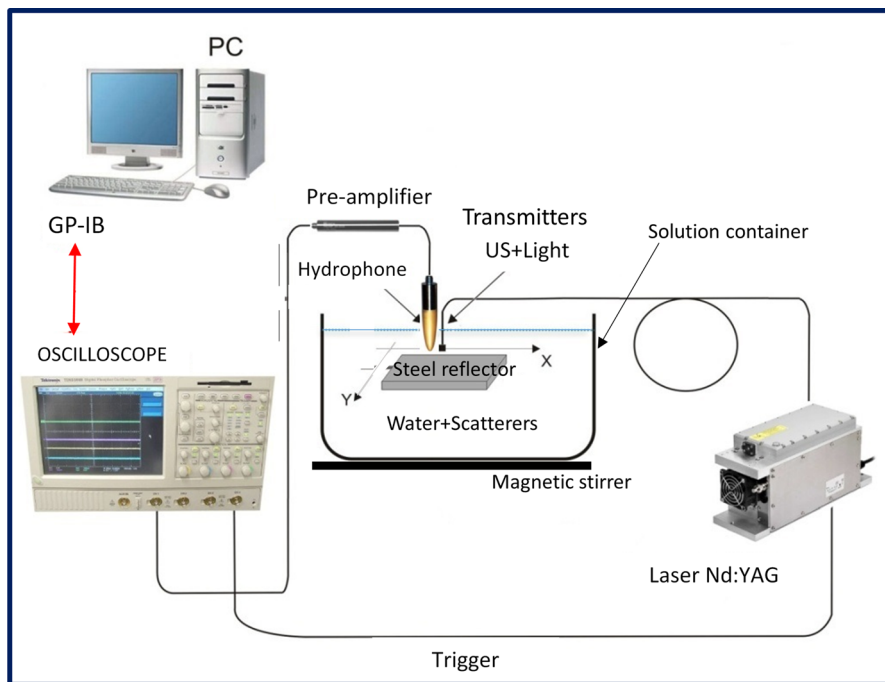 PC
GP-IB
OSCILLOSCOPE
Tektronix
Pre-amplifier
Transmitters
US+Light
Hydrophone
Solution container
X
Steel reflector
Y
Water+Scatterers
Magnetic stirrer
Laser Nd:YAG
Trigger